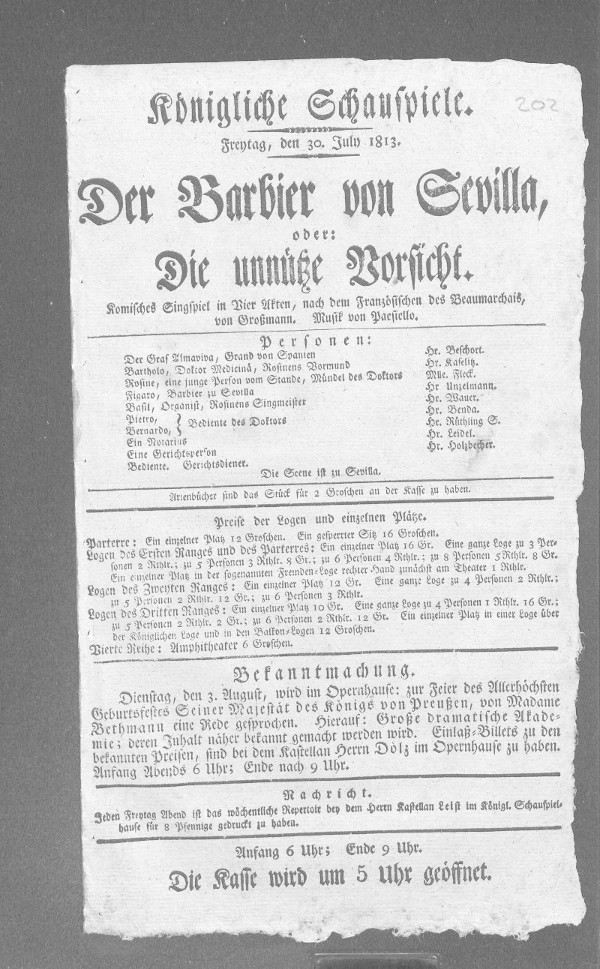 202
Königliche Schauspiele.
Freytag, den 30. July 1813.
Der Barbier von Sevilla,
oder:
Die unnütze Vorsicht.
Komisches Singspiel in Vier Akten, nach dem Französischen des Beaumarchais,
von Großmann. Musik von Paesiello.
Personen:
Der Graf Almaviva, Grand von Spanien Hr. Beschort.
Bartholo, Doktor Medicinä, Rosinens Vormund Hr. Kaselitz.
Rosine, eine junge Person vom Stande, Mündel des Doktors Mlle. Fleck.
Figaro, Barbier zu Sevilla Hr Unzelmann.
Basil, Organist, Rosinens Singmeister Hr. Wauer.
Pietro, Hr. Benda.
Bediente des Doktors
Bernardo, Hr. Rüthling S.
Ein Notarius Hr. Leidel.
Eine Gerichtsperson Hr. Holzbecher.
Bediente. Gerichtsdiener.
Die Scene ist zu Sevilla.
Arienbücher sind das Stück für 2 Groschen an der Kasse zu haben.
Preise der Logen und einzelnen Plätze.
Parterre: Ein einzelner Platz 12 Groschen. Ein gesperrter Sitz 16 Groschen.
Logen des Ersten Ranges und des Parterres: Ein einzelner Platz 16 Gr. Eine ganze Loge zu 3 Per-
sonen 2 Rthlr.; zu 5 Personen 3 Rthlr. 8 Gr.; zu 6 Personen 4 Rthlr.; zu 8 Personen 5 Rthlr. 8 Gr.
Ein einzelner Platz in der sogenannten Fremden-Loge rechter Hand zunächst am Theater 1 Rthlr.
Logen des Zweyten Ranges: Ein einzelner Platz 12 Gr. Eine ganze Loge zu 4 Personen 2 Rthlr.;
zu 5 Personen 2 Rthlr. 12 Gr.; zu 6 Personen 3 Rthlr.
Logen des Dritten Ranges: Ein einzelner Platz 10 Gr. Eine ganze Loge zu 4 Personen 1 Rthlr. 16 Gr.;
zu 5 Personen 2 Rthlr. 2 Gr.; zu 6 Personen 2 Rthlr. 12 Gr. Ein einzelner Platz in einer Loge über
der Königlichen Loge und in den Balkon-Logen 12 Groschen.
Vierte Reihe: Amphitheater 6 Groschen.
Bekanntmachung.
Dienstag, den 3. August, wird im Opernhause: zur Feier des Allerhöchsten
Geburtsfestes Seiner Majestät des Königs von Preußen, von Madame
Bethmann eine Rede gesprochen. Hierauf: Große dramatische Akade-
mie; deren Inhalt näher bekannt gemacht werden wird. Einlaß-Billets zu den
bekannten Preisen, sind bei dem Kastellan Herrn Dölz im Opernhause zu haben.
Anfang Abends 6 Uhr; Ende nach 9 Uhr.
Nachricht.
Jeden Freytag Abend ist das wöchentliche Repertoir bey dem Herrn Kastellan Leist im Königl. Schauspiel-
hause für 8 Pfennige gedruckt zu haben.
Anfang 6 Uhr; Ende 9 Uhr.
Die Kasse wird um 5 Uhr geöffnet.